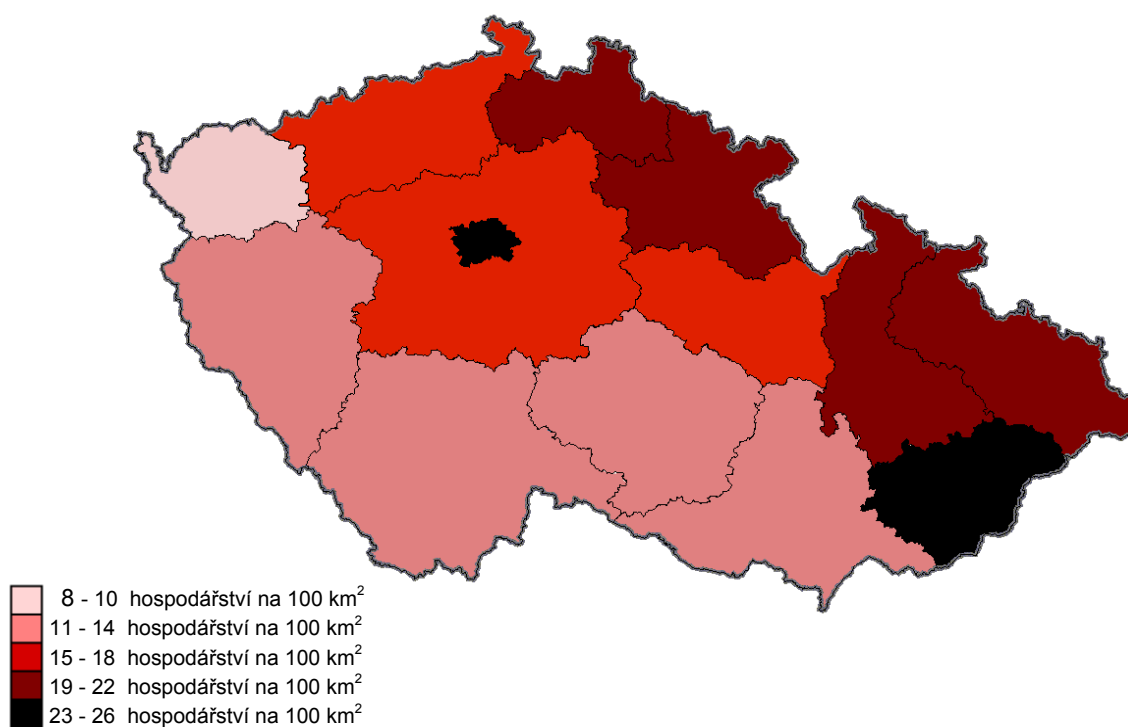 8 - 10 hospodářství na 100 km²
11 - 14 hospodářství na 100 km²
15 - 18 hospodářství na 100 km²
19 - 22 hospodářství na 100 km²
23 - 26 hospodářství na 100 km²